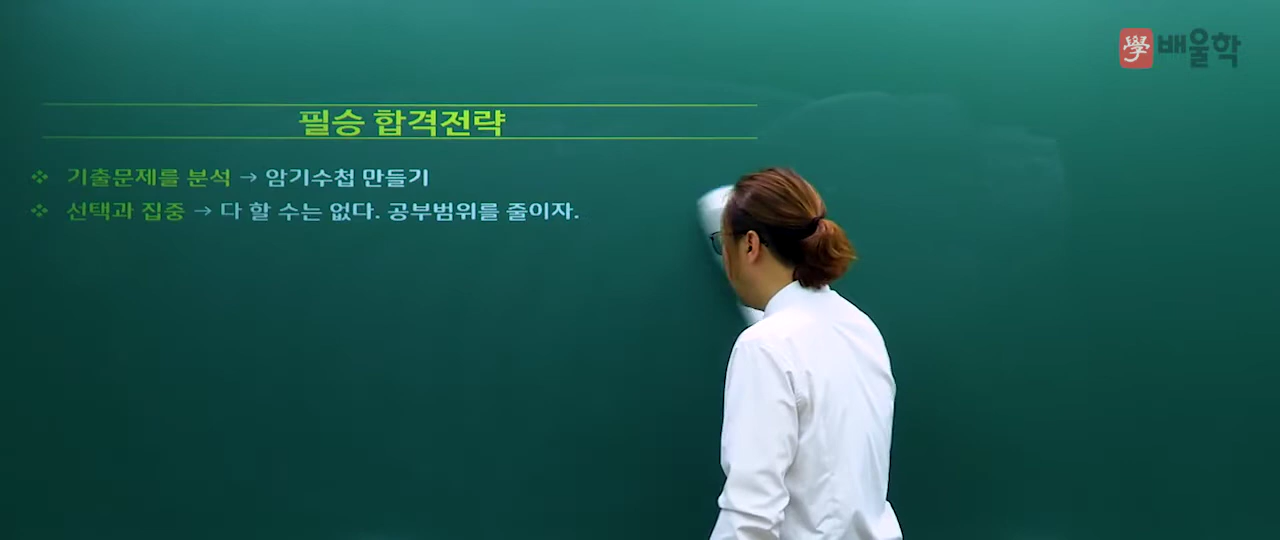 學 배울학
필승 합격전략
❖ 기출문제를 분석 → 암기수첩 만들기
❖ 선택과 집중 → 다 할 수는 없다. 공부범위를 줄이자.